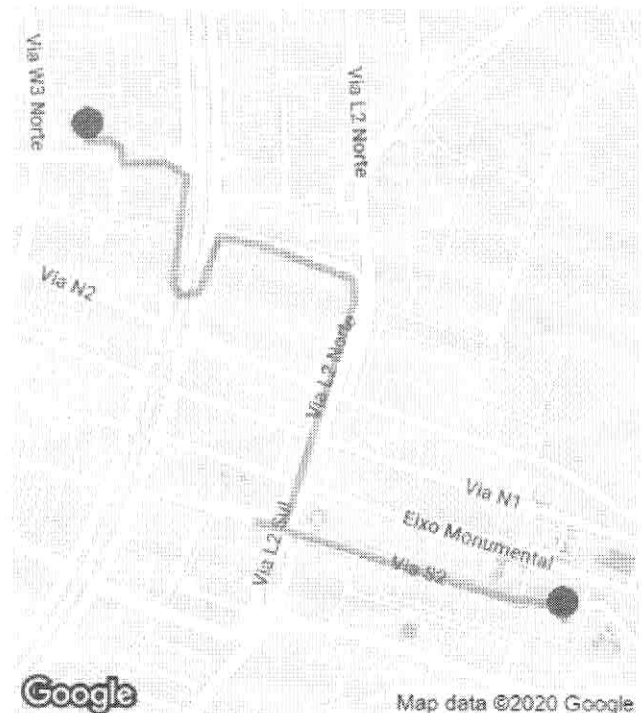 Via W3 Norte
Via L2 Norte
Via N2
Via L2 Norte
Via N1
Eixo Monumental
Via L2 Sul
Via S2
Google
Map data ©2020 Google